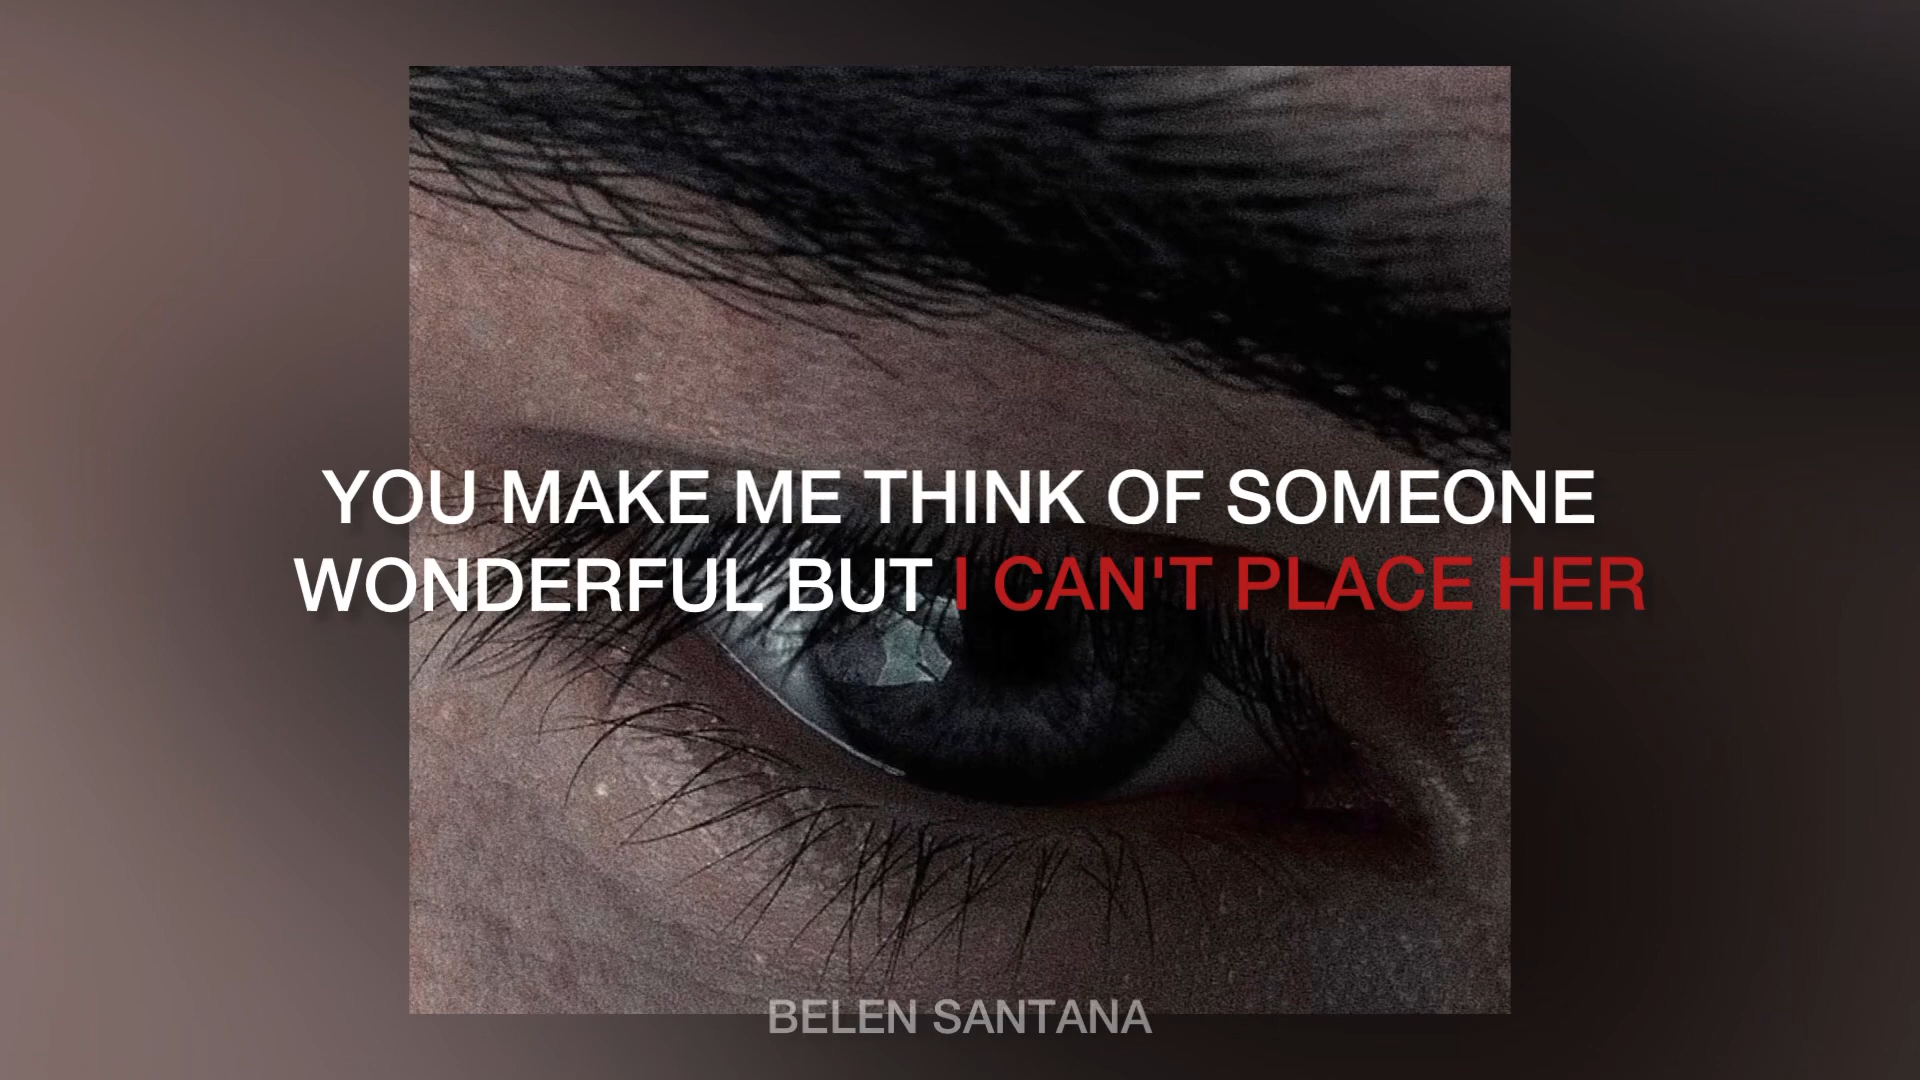 YOU MAKE ME THINK OF SOMEONE
WONDERFUL BUT I CAN'T PLACE HER
BELEN SANTANA